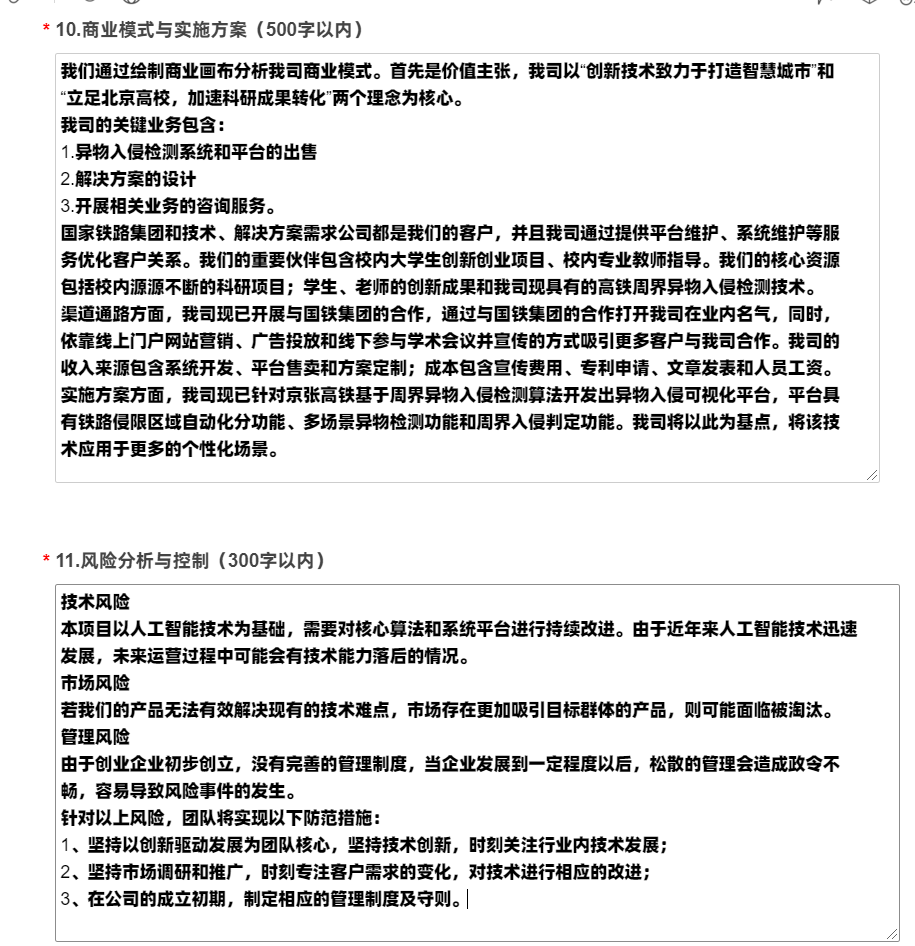 * 10.商业模式与实施方案（500字以内）
我们通过绘制商业画布分析我司商业模式。首先是价值主张，我司以“创新技术致力于打造智慧城市”和
“立足北京高校，加速科研成果转化”两个理念为核心。
我司的关键业务包含：
1.异物入侵检测系统和平台的出售
2.解决方案的设计
3.开展相关业务的咨询服务。
国家铁路集团和技术、解决方案需求公司都是我们的客户，并且我司通过提供平台维护、系统维护等服
务优化客户关系。我们的重要伙伴包含校内大学生创新创业项目、校内专业教师指导。我们的核心资源
包括校内源源不断的科研项目；学生、老师的创新成果和我司现具有的高铁周界异物入侵检测技术。
渠道通路方面，我司现已开展与国铁集团的合作，通过与国铁集团的合作打开我司在业内名气，同时，
依靠线上门户网站营销、广告投放和线下参与学术会议并宣传的方式吸引更多客户与我司合作。我司的
收入来源包含系统开发、平台售卖和方案定制；成本包含宣传费用、专利申请、文章发表和人员工资。
实施方案方面，我司现已针对京张高铁基于周界异物入侵检测算法开发出异物入侵可视化平台，平台具
有铁路侵限区域自动化分功能、多场景异物检测功能和周界入侵判定功能。我司将以此为基点，将该技
术应用于更多的个性化场景。
* 11.风险分析与控制（300字以内）
技术风险
本项目以人工智能技术为基础，需要对核心算法和系统平台进行持续改进。由于近年来人工智能技术迅速
发展，未来运营过程中可能会有技术能力落后的情况。
市场风险
若我们的产品无法有效解决现有的技术难点，市场存在更加吸引目标群体的产品，则可能面临被淘汰。
管理风险
由于创业企业初步创立，没有完善的管理制度，当企业发展到一定程度以后，松散的管理会造成政令不
畅，容易导致风险事件的发生。
针对以上风险，团队将实现以下防范措施：
1、坚持以创新驱动发展为团队核心，坚持技术创新，时刻关注行业内技术发展；
2、坚持市场调研和推广，时刻专注客户需求的变化，对技术进行相应的改进；
3、在公司的成立初期，制定相应的管理制度及守则。